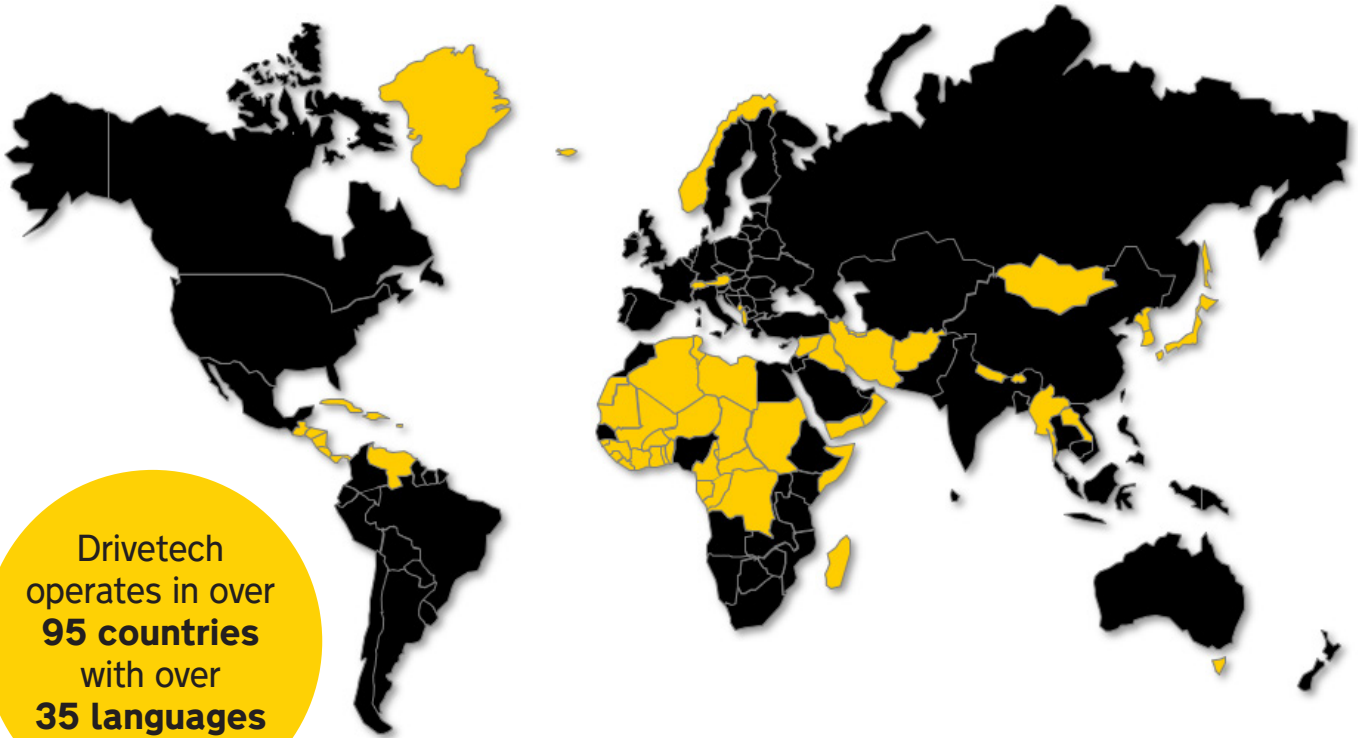 Drivetech
operates in over
95 countries
with over
35 languages